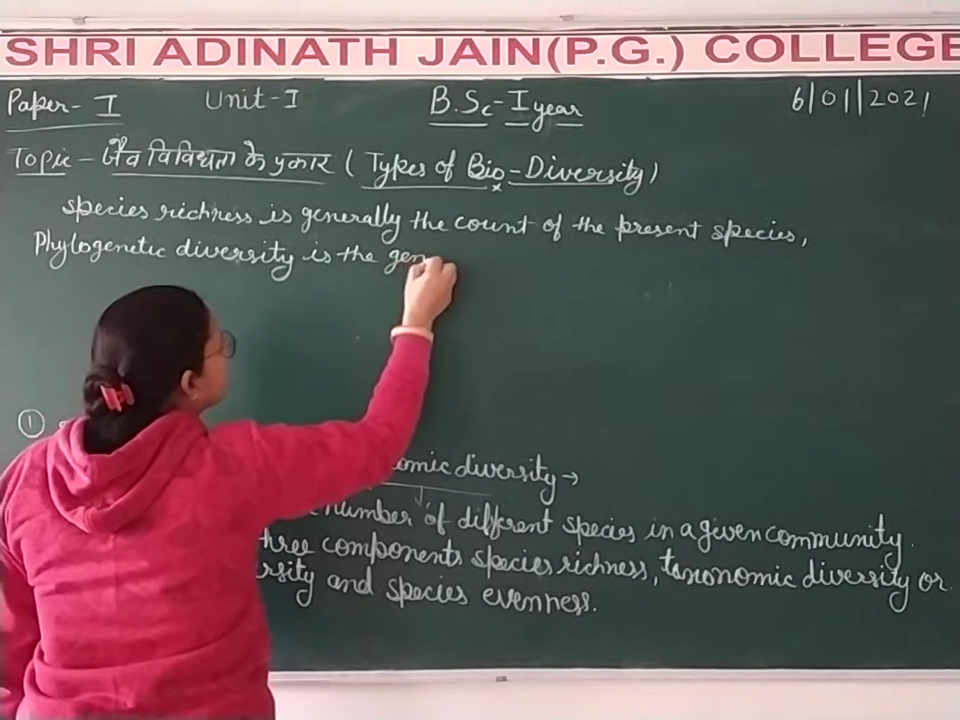 SHRI ADINATH JAIN(P.G.) COLLEGE
Paper- I Unit-I B.Sc-I year 6/01/2021
Topic- जैव विविधता के प्रकार ( Types of Bio-Diversity)
species richness is generally the count of the present species,
Phylogenetic diversity is the gen
①
omic diversity →
number of different species in a given community.
hree components species richness, taxonomic diversity or
rsity and species evenness.